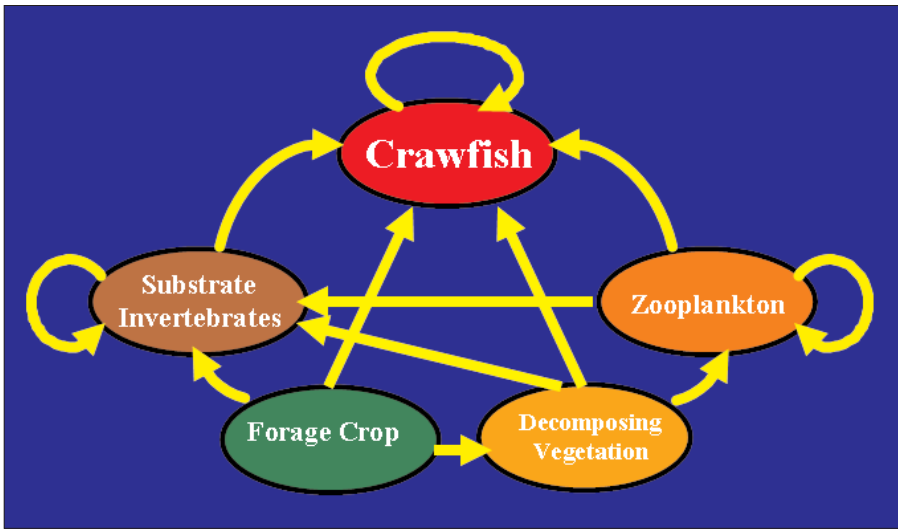 Crawfish
Substrate
Invertebrates
Zooplankton
Forage Crop
Decomposing
Vegetation